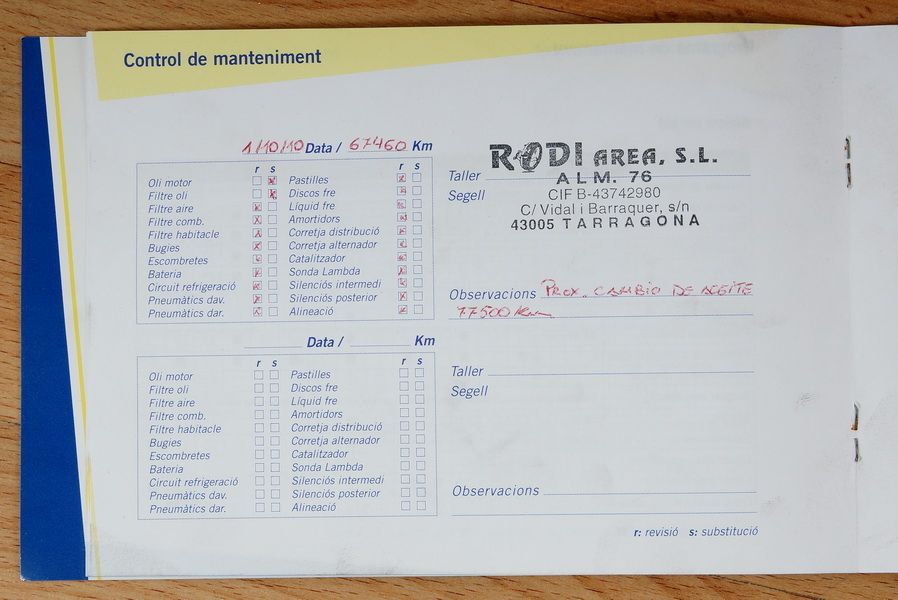 Control de manteniment
1/10/10 Data / 67460 Km
r s r s
Oli motor Pastilles
Filtre oli Discos fre
Filtre aire Líquid fre
Filtre comb. Amortidors
Filtre habitacle Corretja distribució
Bugies Corretja alternador
Escombretes Catalitzador
Bateria Sonda Lambda
Circuit refrigeració Silenciós intermedi
Pneumàtics dav. Silenciós posterior
Pneumàtics dar. Alineació
RODI AREA, S.L.
Taller ALM. 76
Segell CIF B-43742980
C/ Vidal i Barraquer, s/n
43005 TARRAGONA
Observacions PROX. CAMBIO DE ACEITE
77500 Km
Data / Km
r s r s
Oli motor Pastilles
Filtre oli Discos fre
Filtre aire Líquid fre
Filtre comb. Amortidors
Filtre habitacle Corretja distribució
Bugies Corretja alternador
Escombretes Catalitzador
Bateria Sonda Lambda
Circuit refrigeració Silenciós intermedi
Pneumàtics dav. Silenciós posterior
Pneumàtics dar. Alineació
Taller
Segell
Observacions
r: revisió s: substitució